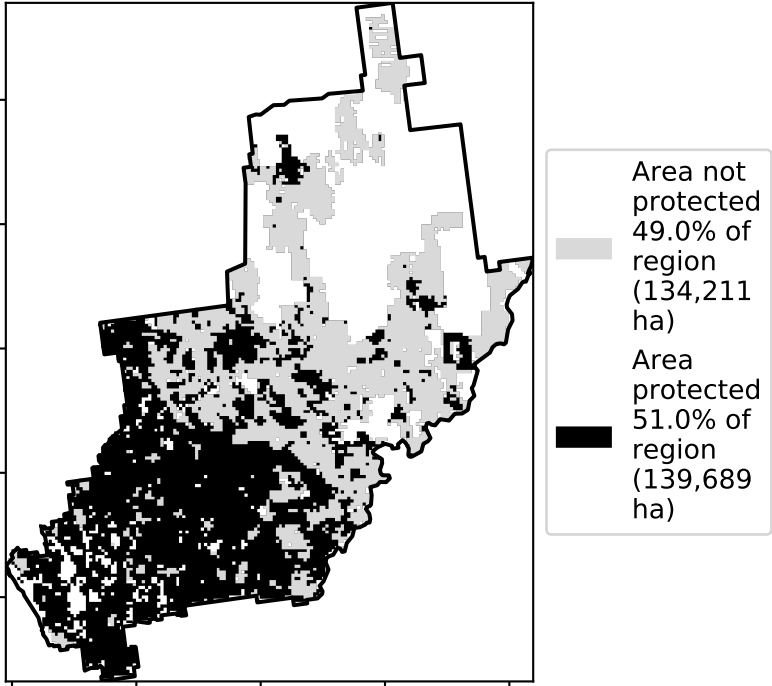 Area not
protected
49.0% of
region
(134,211
ha)
Area
protected
51.0% of
region
(139,689
ha)